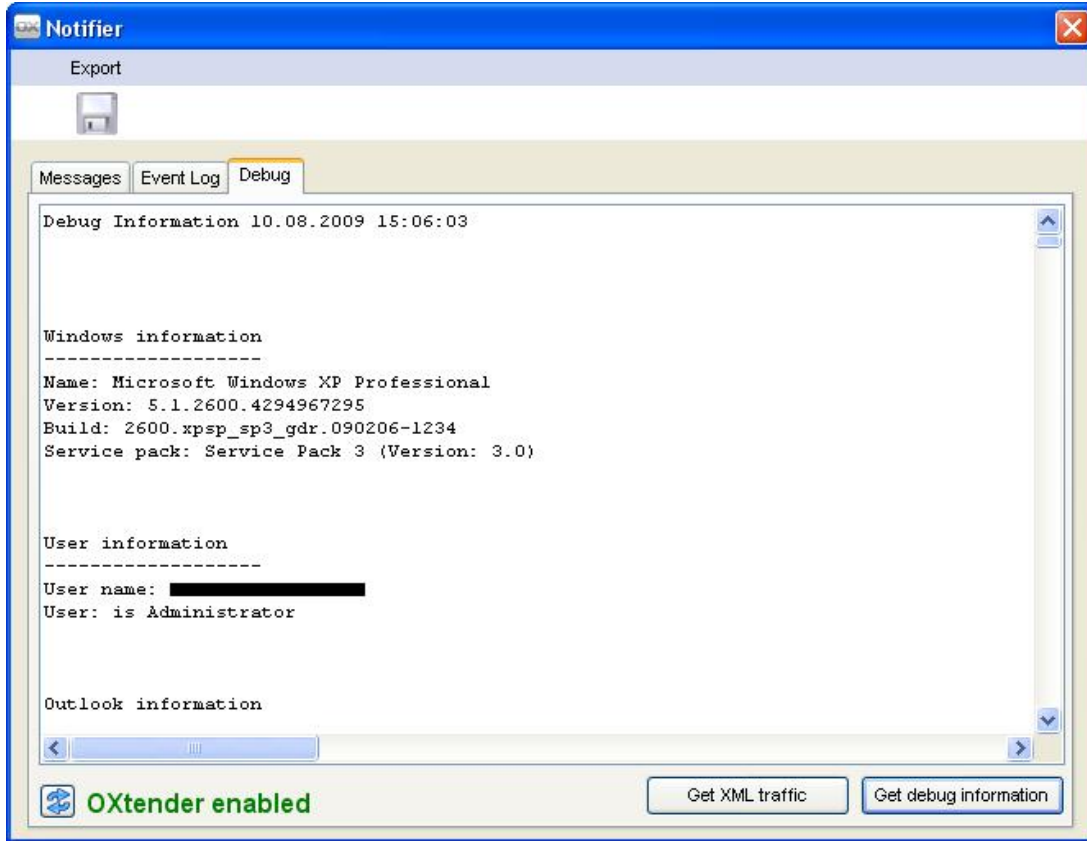 OX Notifier
Export
Messages Event Log Debug
Debug Information 10.08.2009 15:06:03
Windows information
-------------------
Name: Microsoft Windows XP Professional
Version: 5.1.2600.4294967295
Build: 2600.xpsp_sp3_gdr.090206-1234
Service pack: Service Pack 3 (Version: 3.0)
User information
-------------------
User name:
User: is Administrator
Outlook information
OXtender enabled Get XML traffic Get debug information